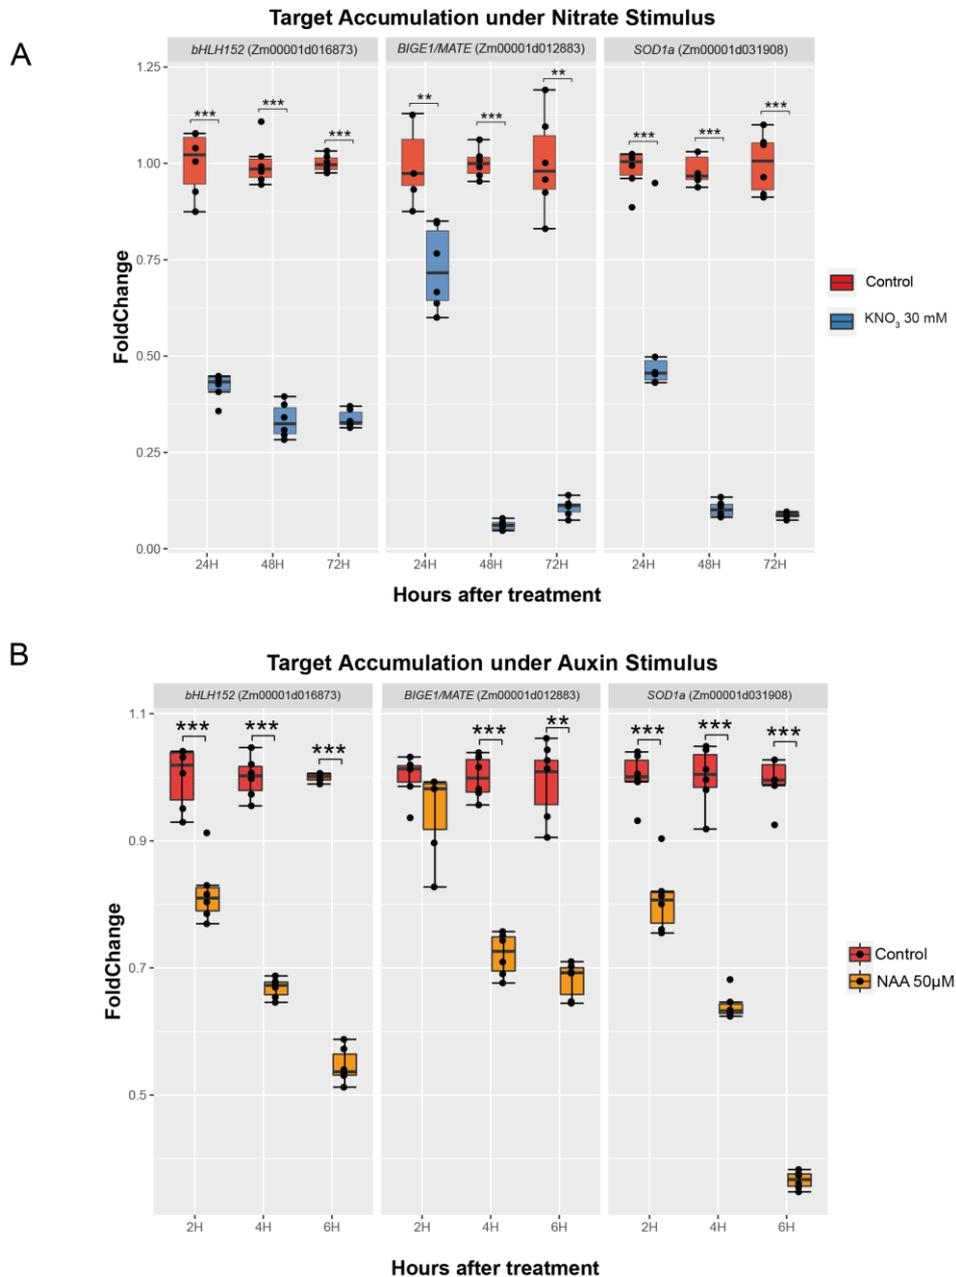 A
Target Accumulation under Nitrate Stimulus
bHLH152 (Zm00001d016873)
BIGE1/MATE (Zm00001d012883)
SOD1a (Zm00001d031908)
1.25
1.00
0.75
0.50
0.25
0.00
FoldChange
*** *** *** ** *** ** *** *** ***
24H 48H 72H 24H 48H 72H 24H 48H 72H
Hours after treatment
Control
KNO3 30 mM
B
Target Accumulation under Auxin Stimulus
bHLH152 (Zm00001d016873)
BIGE1/MATE (Zm00001d012883)
SOD1a (Zm00001d031908)
1.1
0.9
0.7
0.5
FoldChange
*** *** *** *** ** *** *** ***
2H 4H 6H 2H 4H 6H 2H 4H 6H
Hours after treatment
Control
NAA 50µM